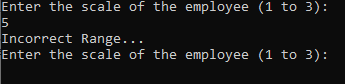 Enter the scale of the employee (1 to 3):
5
Incorrect Range...
Enter the scale of the employee (1 to 3):